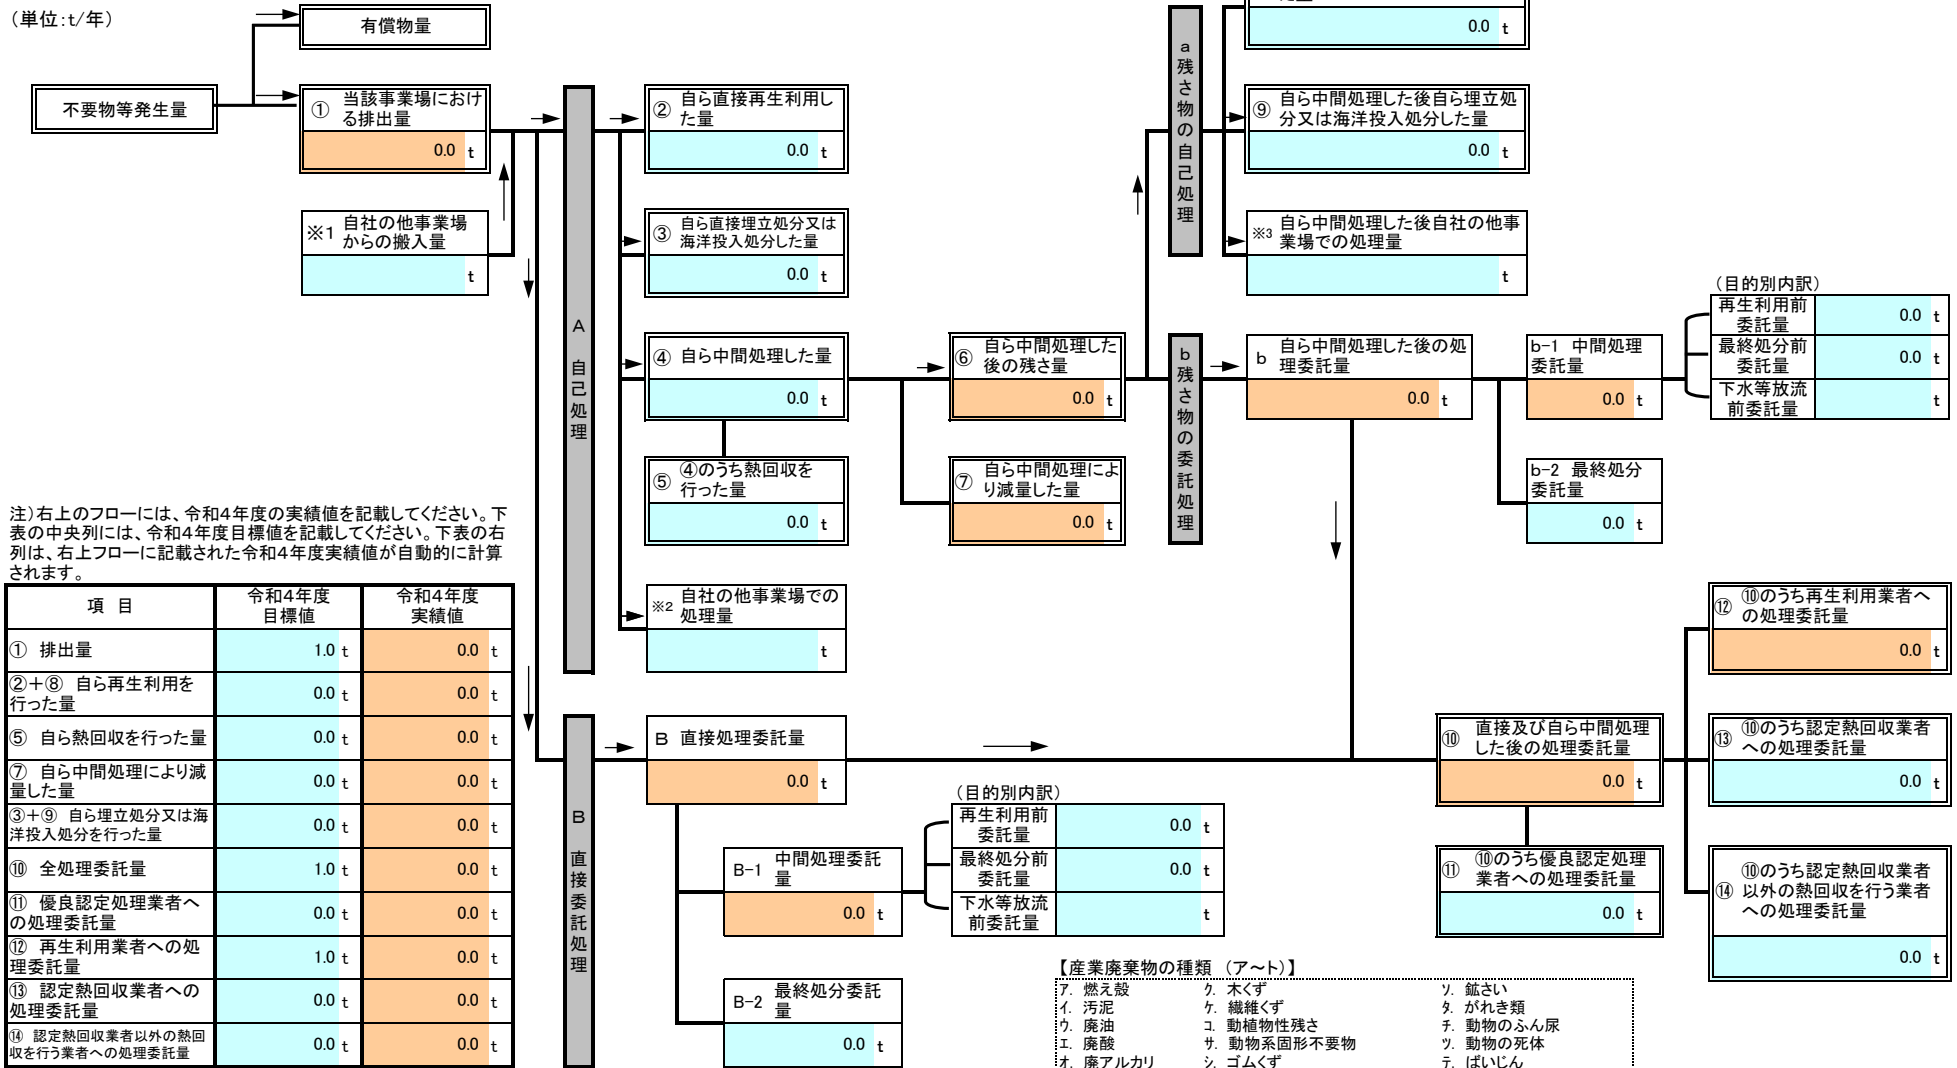 (単位:t/年)
有償物量
不要物等発生量
① 当該事業場におけ
る排出量
0.0 t
※1 自社の他事業場
からの搬入量
t
A 自己処理
② 自ら直接再生利用し
た量
0.0 t
③ 自ら直接埋立処分又は
海洋投入処分した量
0.0 t
④ 自ら中間処理した量
0.0 t
⑤ ④のうち熱回収を
行った量
0.0 t
※2 自社の他事業場での
処理量
t
⑥ 自ら中間処理した
後の残さ量
0.0 t
⑦ 自ら中間処理によ
り減量した量
0.0 t
a残さ物の自己処理
0.0 t
⑨ 自ら中間処理した後自ら埋立処
分又は海洋投入処分した量
0.0 t
※3 自ら中間処理した後自社の他事
業場での処理量
t
b残さ物の委託処理
b 自ら中間処理した後の処
理委託量
0.0 t
b-1 中間処理
委託量
0.0 t
b-2 最終処分
委託量
0.0 t
(目的別内訳)
再生利用前
委託量
0.0 t
最終処分前
委託量
0.0 t
下水等放流
前委託量
t
注)右上のフローには、令和4年度の実績値を記載してください。下
表の中央列には、令和4年度目標値を記載してください。下表の右
列は、右上フローに記載された令和4年度実績値が自動的に計算
されます。
項 目 令和4年度
目標値 令和4年度
実績値
① 排出量 1.0 t 0.0 t
②+⑧ 自ら再生利用を
行った量 0.0 t 0.0 t
⑤ 自ら熱回収を行った量 0.0 t 0.0 t
⑦ 自ら中間処理により減
量した量 0.0 t 0.0 t
③+⑨ 自ら埋立処分又は海
洋投入処分を行った量 0.0 t 0.0 t
⑩ 全処理委託量 1.0 t 0.0 t
⑪ 優良認定処理業者へ
の処理委託量 0.0 t 0.0 t
⑫ 再生利用業者への処
理委託量 1.0 t 0.0 t
⑬ 認定熱回収業者への
処理委託量 0.0 t 0.0 t
⑭ 認定熱回収業者以外の熱回
収を行う業者への処理委託量 0.0 t 0.0 t
B 直接委託処理
B 直接処理委託量
0.0 t
B-1 中間処理委託
量
0.0 t
B-2 最終処分委託
量
0.0 t
(目的別内訳)
再生利用前
委託量
0.0 t
最終処分前
委託量
0.0 t
下水等放流
前委託量
t
⑩ 直接及び自ら中間処理
した後の処理委託量
0.0 t
⑪ ⑩のうち優良認定処理
業者への処理委託量
0.0 t
⑫ ⑩のうち再生利用業者へ
の処理委託量
0.0 t
⑬ ⑩のうち認定熱回収業者
への処理委託量
0.0 t
⑭ ⑩のうち認定熱回収業者
以外の熱回収を行う業者
への処理委託量
0.0 t
【産業廃棄物の種類 (ア~ト)】
ア. 燃え殻 ク. 木くず ソ. 鉱さい
イ. 汚泥 ケ. 繊維くず タ. がれき類
ウ. 廃油 コ. 動植物性残さ チ. 動物のふん尿
エ. 廃酸 サ. 動物系固形不要物 ツ. 動物の死体
オ. 廃アルカリ シ. ゴムくず テ. ばいじん